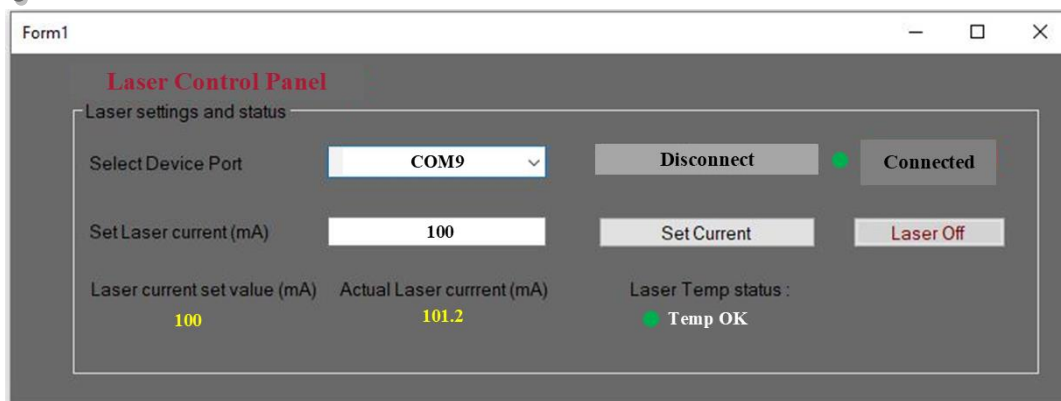 Form1
Laser Control Panel
Laser settings and status
Select Device Port COM9 Disconnect Connected
Set Laser current (mA) 100 Set Current Laser Off
Laser current set value (mA) Actual Laser currrent (mA) Laser Temp status :
100 101.2 Temp OK